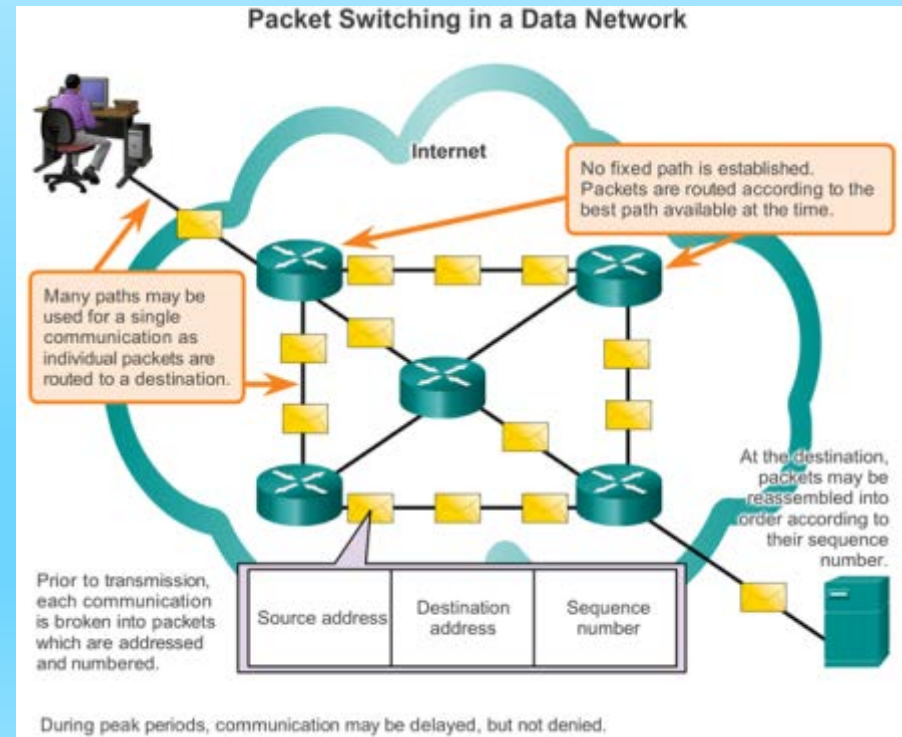 Packet Switching in a Data Network
Internet
No fixed path is established.
Packets are routed according to the
best path available at the time.
Many paths may be
used for a single
communication as
individual packets are
routed to a destination.
At the destination,
packets may be
reassembled into
order according to
their sequence
number.
Prior to transmission,
each communication
is broken into packets
which are addressed
and numbered.
Source address
Destination
address
Sequence
number
During peak periods, communication may be delayed, but not denied.